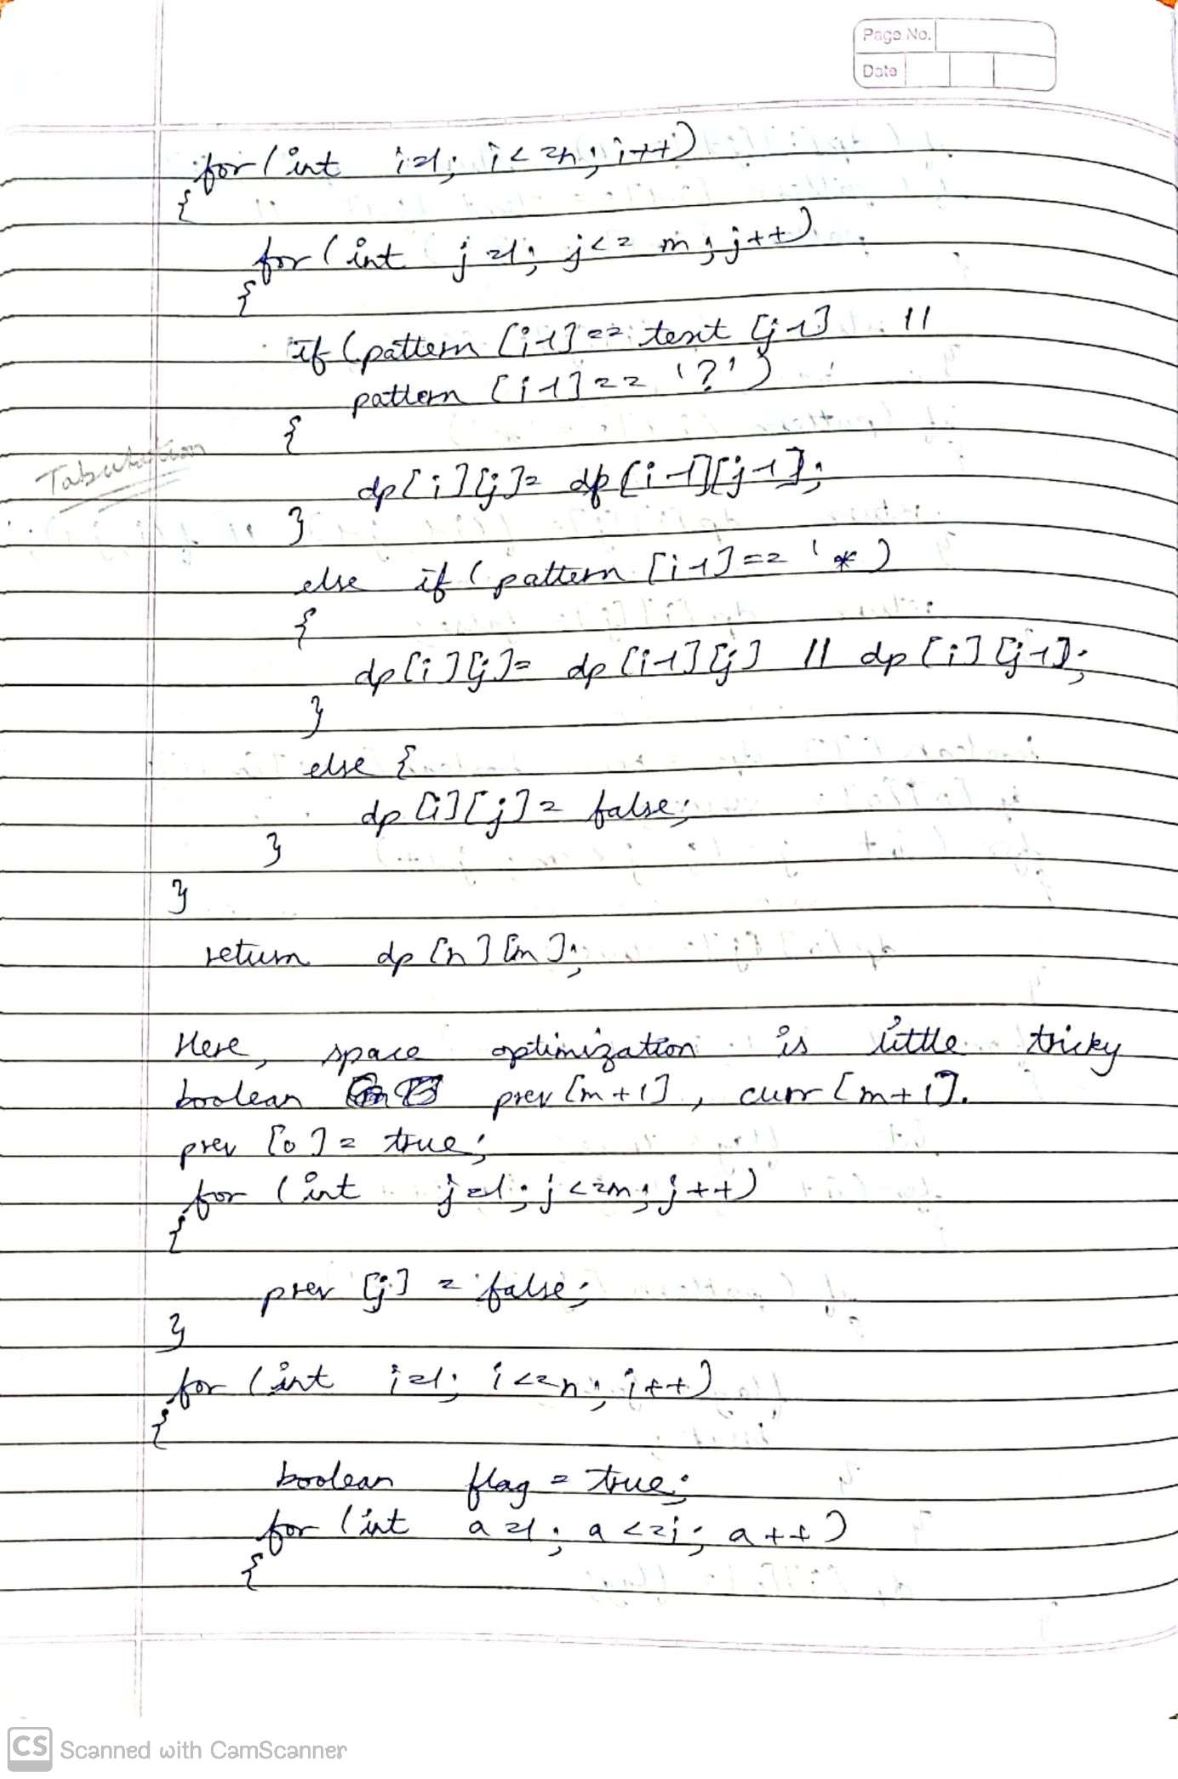 Page No.
Date
for (int i=1; i<=n; i++)
{
for (int j=1; j<=m; j++)
{
if (pattern [i-1] == text [j-1] ||
pattern [i-1] == '?')
{
Tabulation
dp[i][j] = dp[i-1][j-1];
}
else if (pattern [i-1] == '*)
{
dp[i][j] = dp[i-1][j] || dp[i][j-1];
}
else {
dp[i][j] = false;
}
}
return dp[n][m];
Here, space optimization is little tricky
boolean prev [m+1], curr [m+1].
prev [0] = true;
for (int j=1; j<=m; j++)
{
prev [j] = false;
}
for (int i=1; i<=n; i++)
{
boolean flag = true;
for (int a=1; a<=i; a++)
{
CS Scanned with CamScanner